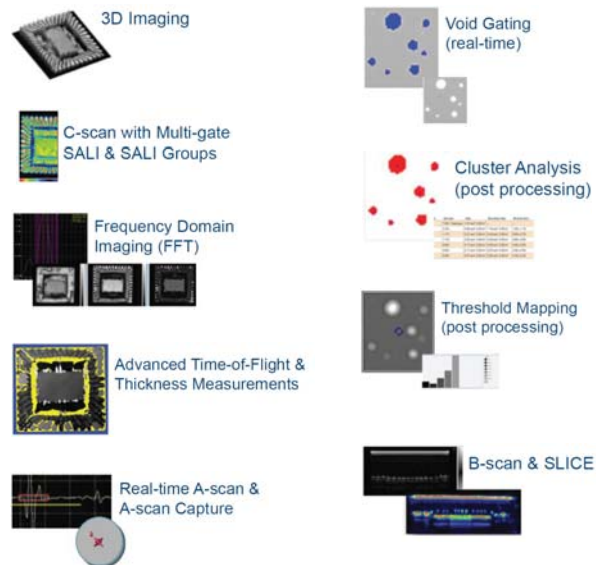 3D Imaging
C-scan with Multi-gate
SALI & SALI Groups
Frequency Domain
Imaging (FFT)
Advanced Time-of-Flight &
Thickness Measurements
Real-time A-scan &
A-scan Capture
Void Gating
(real-time)
Cluster Analysis
(post processing)
Threshold Mapping
(post processing)
B-scan & SLICE